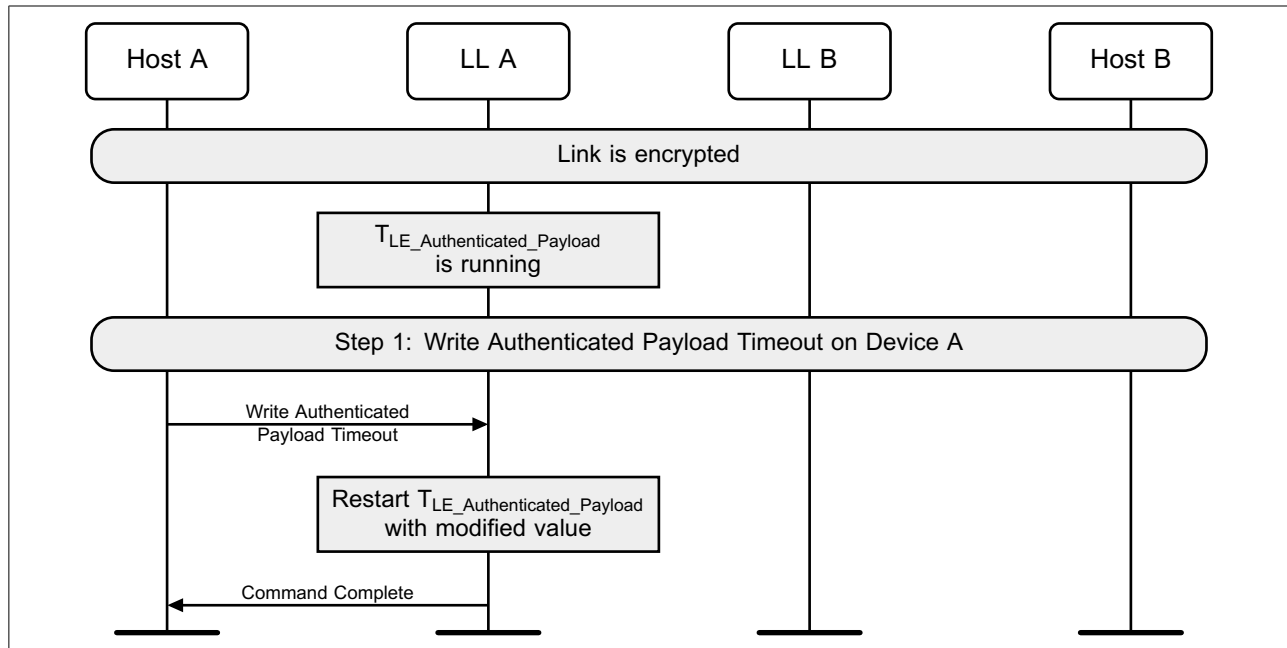 Host A
LL A
LL B
Host B
Link is encrypted
TLE_Authenticated_Payload
is running
Step 1: Write Authenticated Payload Timeout on Device A
Write Authenticated
Payload Timeout
Restart TLE_Authenticated_Payload
with modified value
Command Complete